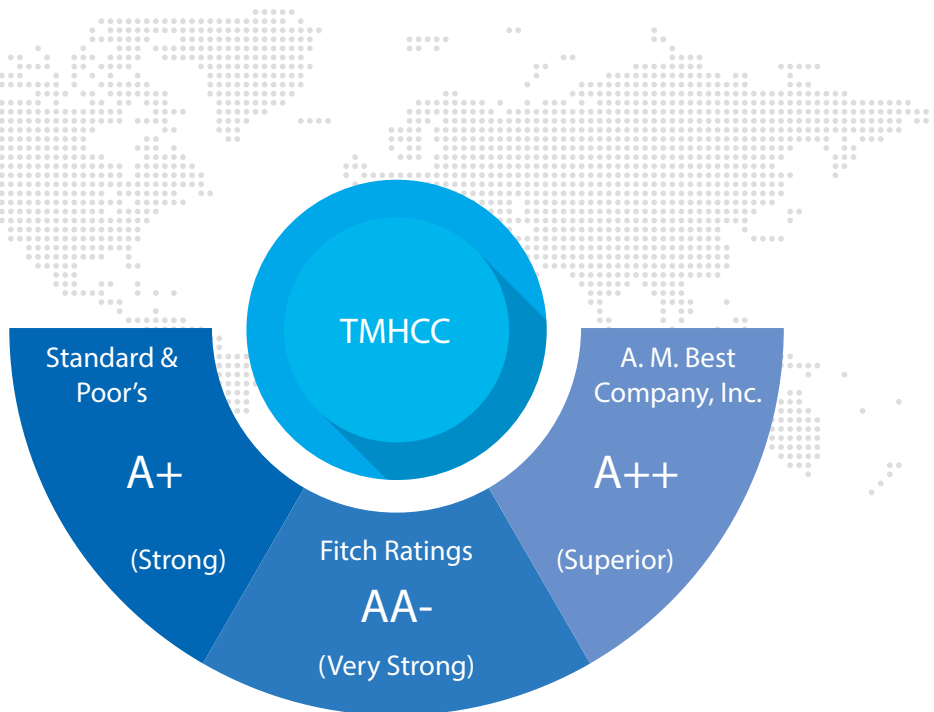 TMHCC
Standard &
Poor's
A+
(Strong)
Fitch Ratings
AA-
(Very Strong)
A. M. Best
Company, Inc.
A++
(Superior)